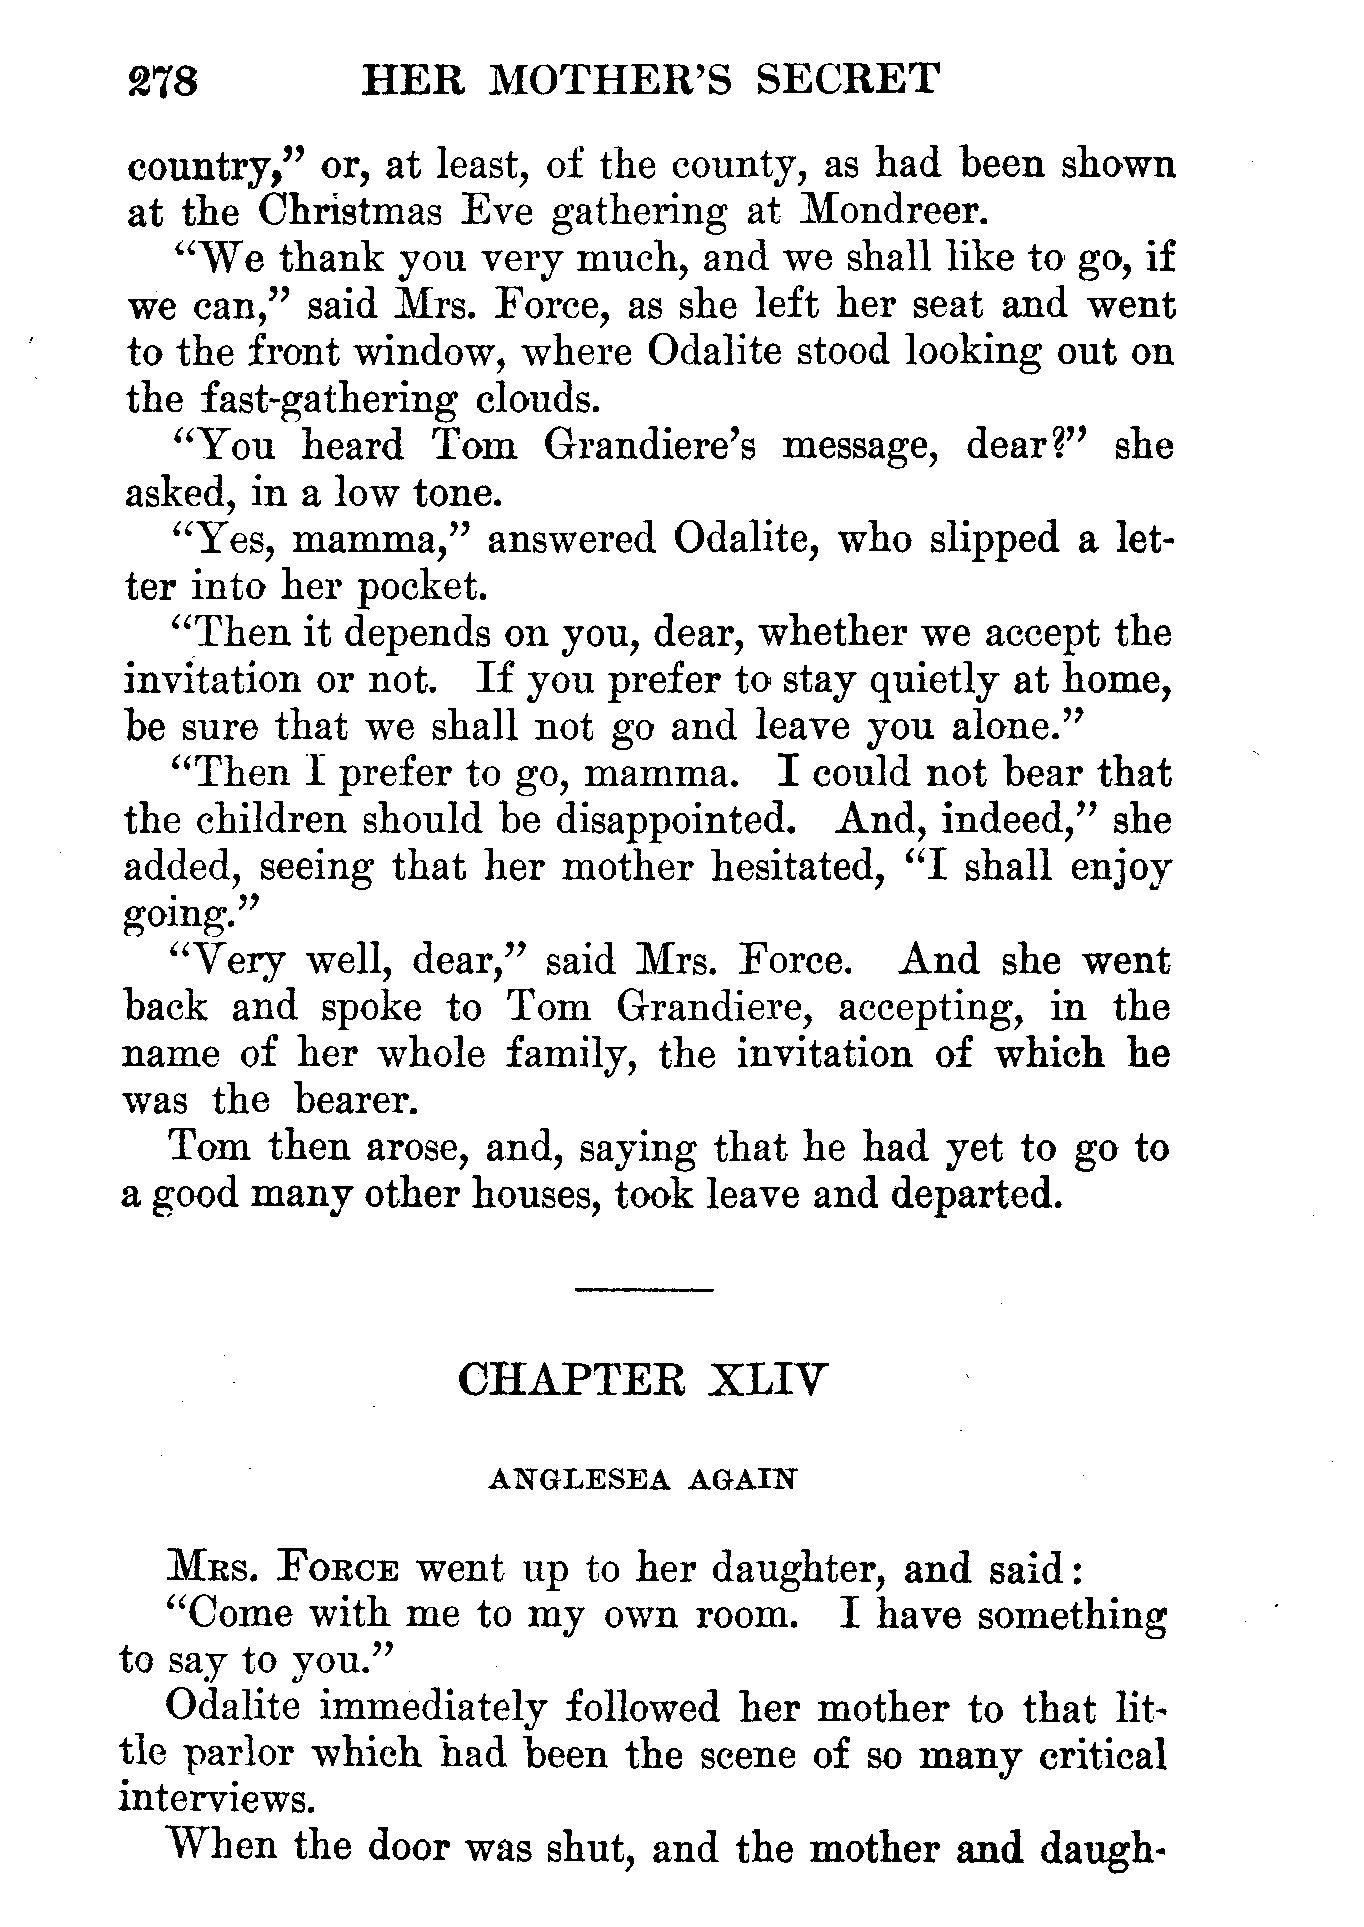 278 HER MOTHER'S SECRET
country,” or, at least, of the county, as had been shown
at the Christmas Eve gathering at Mondreer.
“We thank you very much, and we shall like to go, if
we can,” said Mrs. Force, as she left her seat and went
to the front window, where Odalite stood looking out on
the fast-gathering clouds.
“You heard Tom Grandiere’s message, dear?” she
asked, in a low tone.
“Yes, mamma,” answered Odalite, who slipped a let-
ter into her pocket.
“Then it depends on you, dear, whether we accept the
invitation or not. If you prefer to stay quietly at home,
be sure that we shall not go and leave you alone.”
“Then I prefer to go, mamma. I could not bear that
the children should be disappointed. And, indeed,” she
added, seeing that her mother hesitated, “I shall enjoy
going.”
“Very well, dear,” said Mrs. Force. And she went
back and spoke to Tom Grandiere, accepting, in the
name of her whole family, the invitation of which he
was the bearer.
Tom then arose, and, saying that he had yet to go to
a good many other houses, took leave and departed.
CHAPTER XLIV
ANGLESEA AGAIN
MRS. FORCE went up to her daughter, and said:
“Come with me to my own room. I have something
to say to you.”
Odalite immediately followed her mother to that lit-
tle parlor which had been the scene of so many critical
interviews.
When the door was shut, and the mother and daugh-